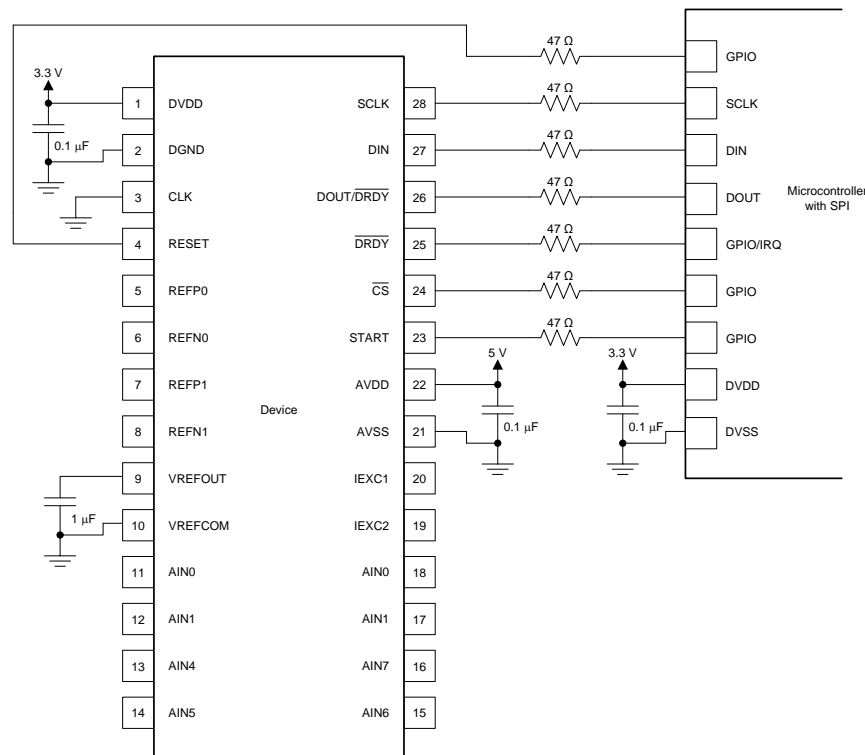 47 Ω
GPIO
3.3 V
47 Ω
1 DVDD SCLK 28
SCLK
0.1 μF
47 Ω
2 DGND DIN 27
DIN
47 Ω
3 CLK DOUT/DRDY 26
DOUT
Microcontroller
with SPI
47 Ω
4 RESET DRDY 25
GPIO/IRQ
47 Ω
5 REFP0 CS 24
GPIO
47 Ω
6 REFN0 START 23
GPIO
5 V
3.3 V
7 REFP1 AVDD 22
DVDD
Device
0.1 μF
0.1 μF
8 REFN1 AVSS 21
DVSS
9 VREFOUT IEXC1 20
1 μF
10 VREFCOM IEXC2 19
11 AIN0 AIN0 18
12 AIN1 AIN1 17
13 AIN4 AIN7 16
14 AIN5 AIN6 15